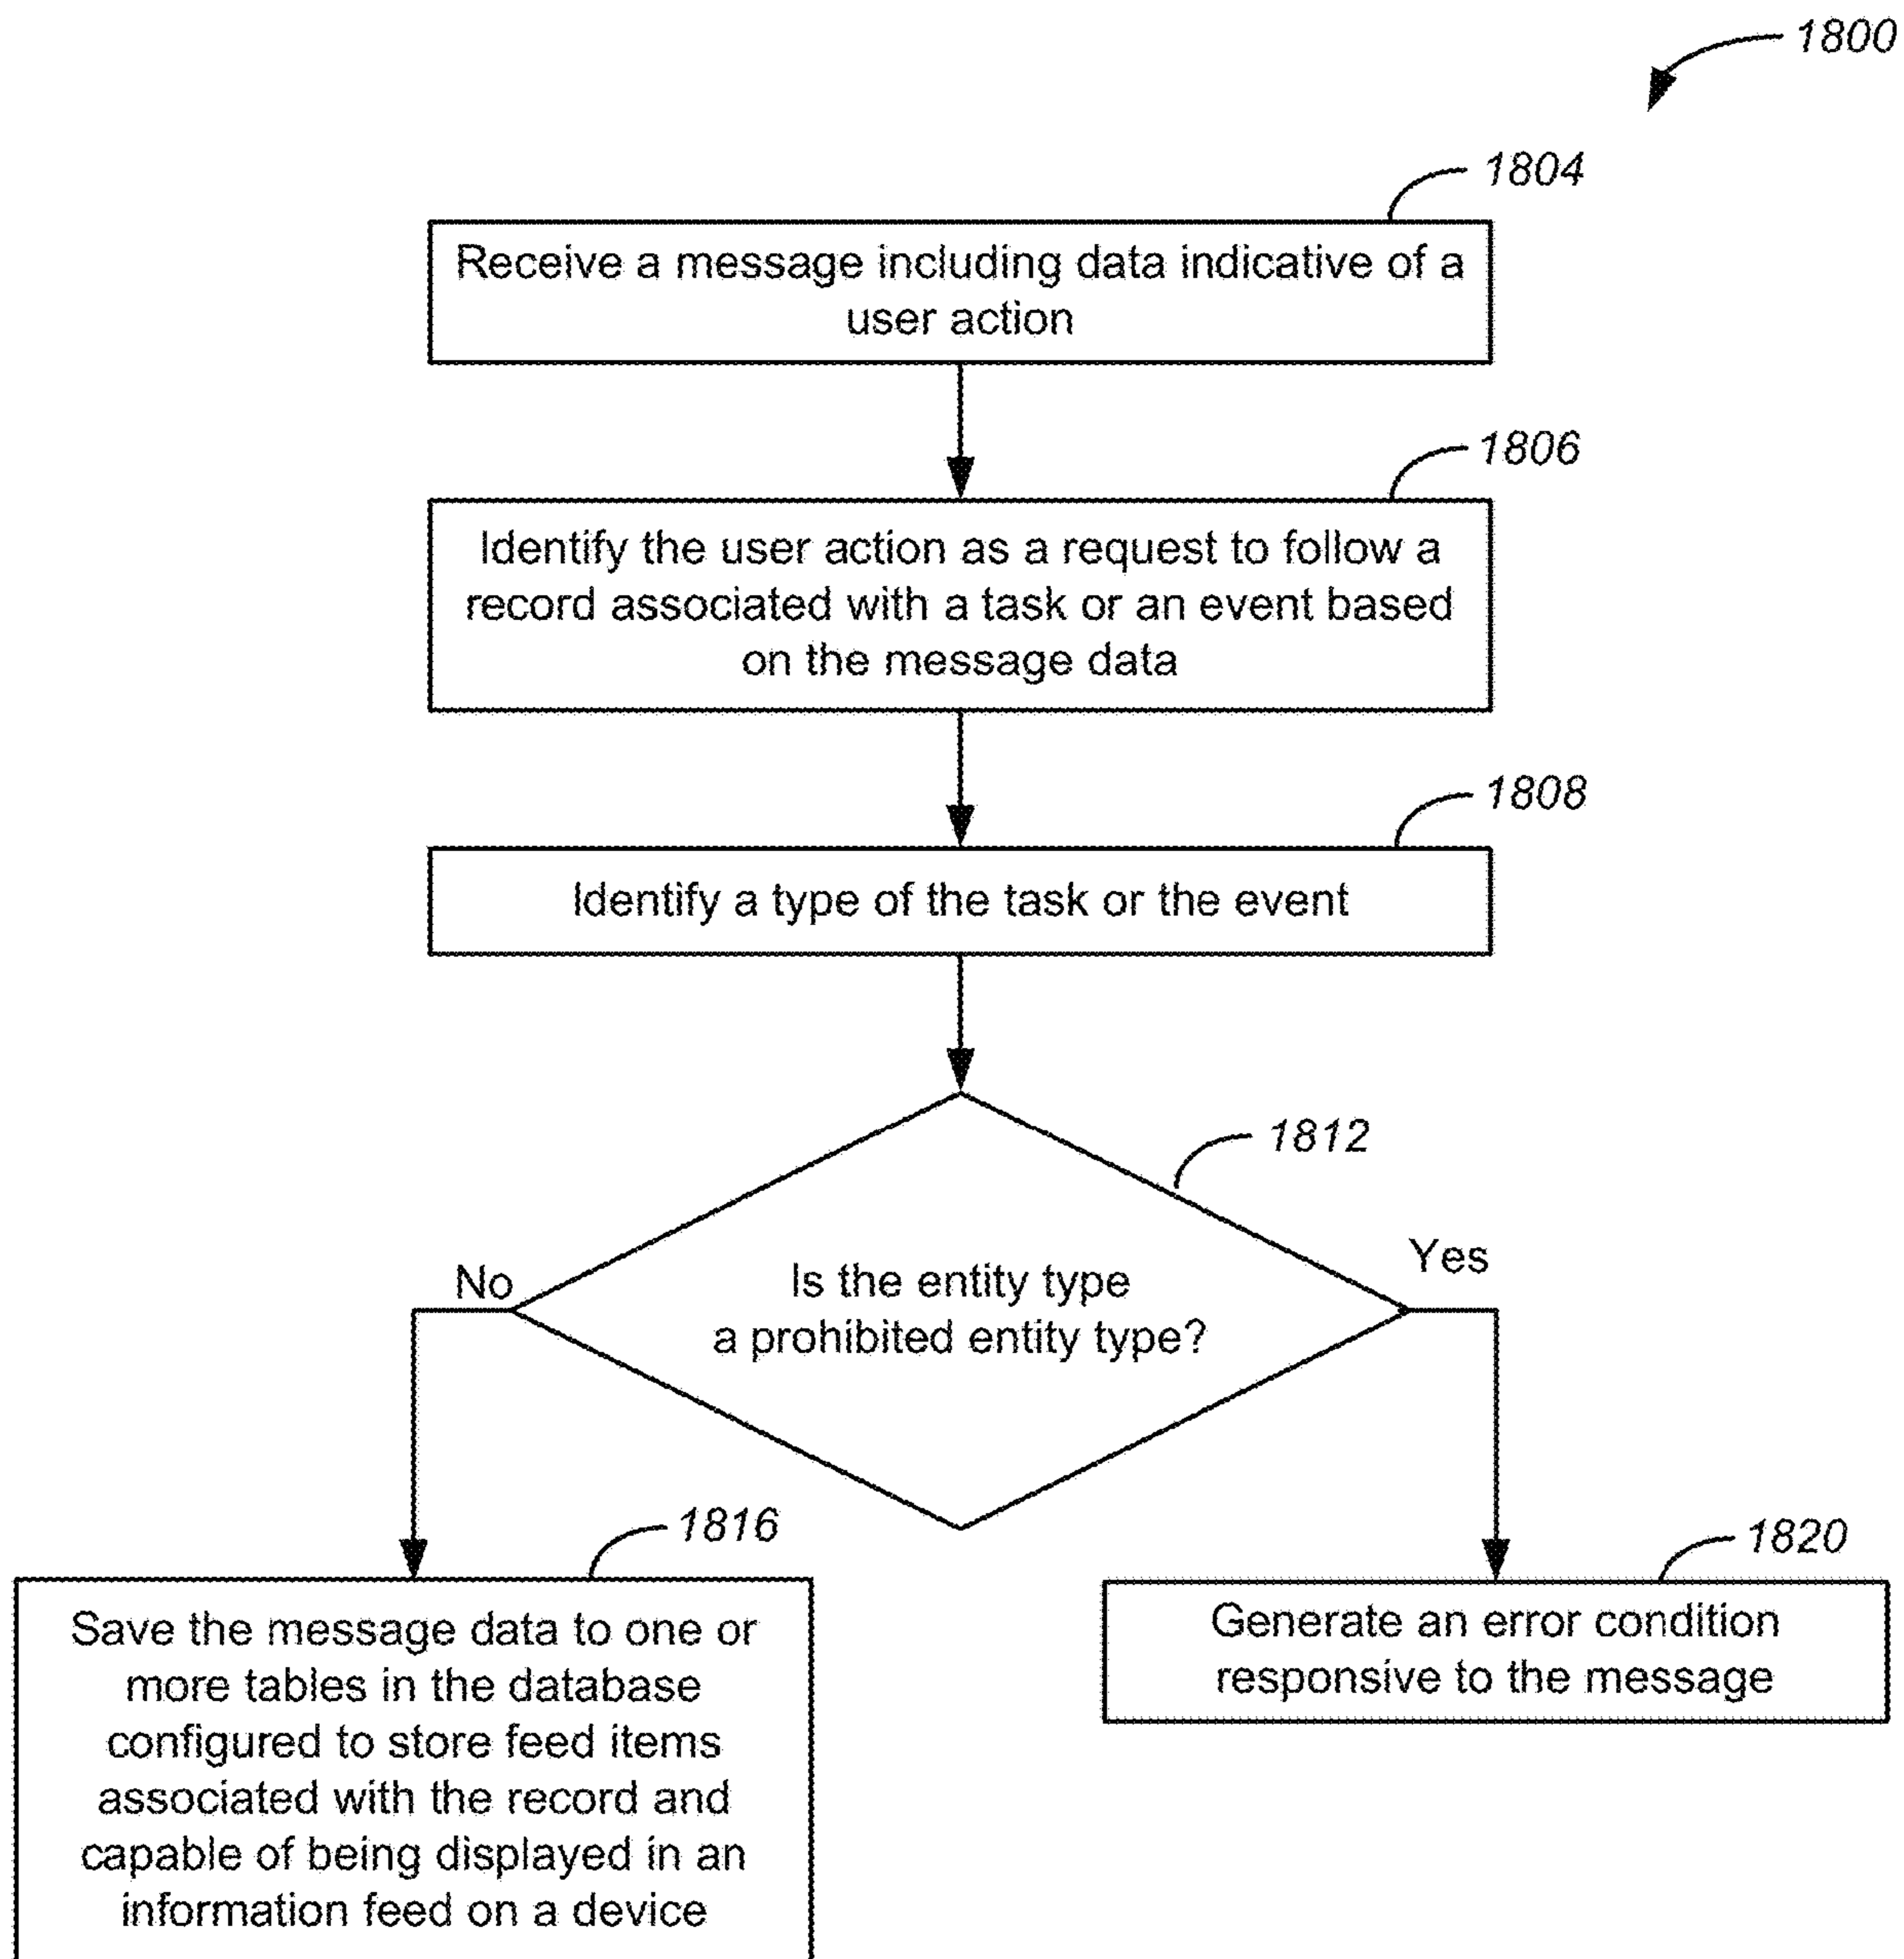 1800
1804
Receive a message including data indicative of a
user action
1806
Identify the user action as a request to follow a
record associated with a task or an event based
on the message data
1808
Identify a type of the task or the event
1812
Is the entity type
a prohibited entity type?
No
Yes
1816
Save the message data to one or
more tables in the database
configured to store feed items
associated with the record and
capable of being displayed in an
information feed on a device
1820
Generate an error condition
responsive to the message